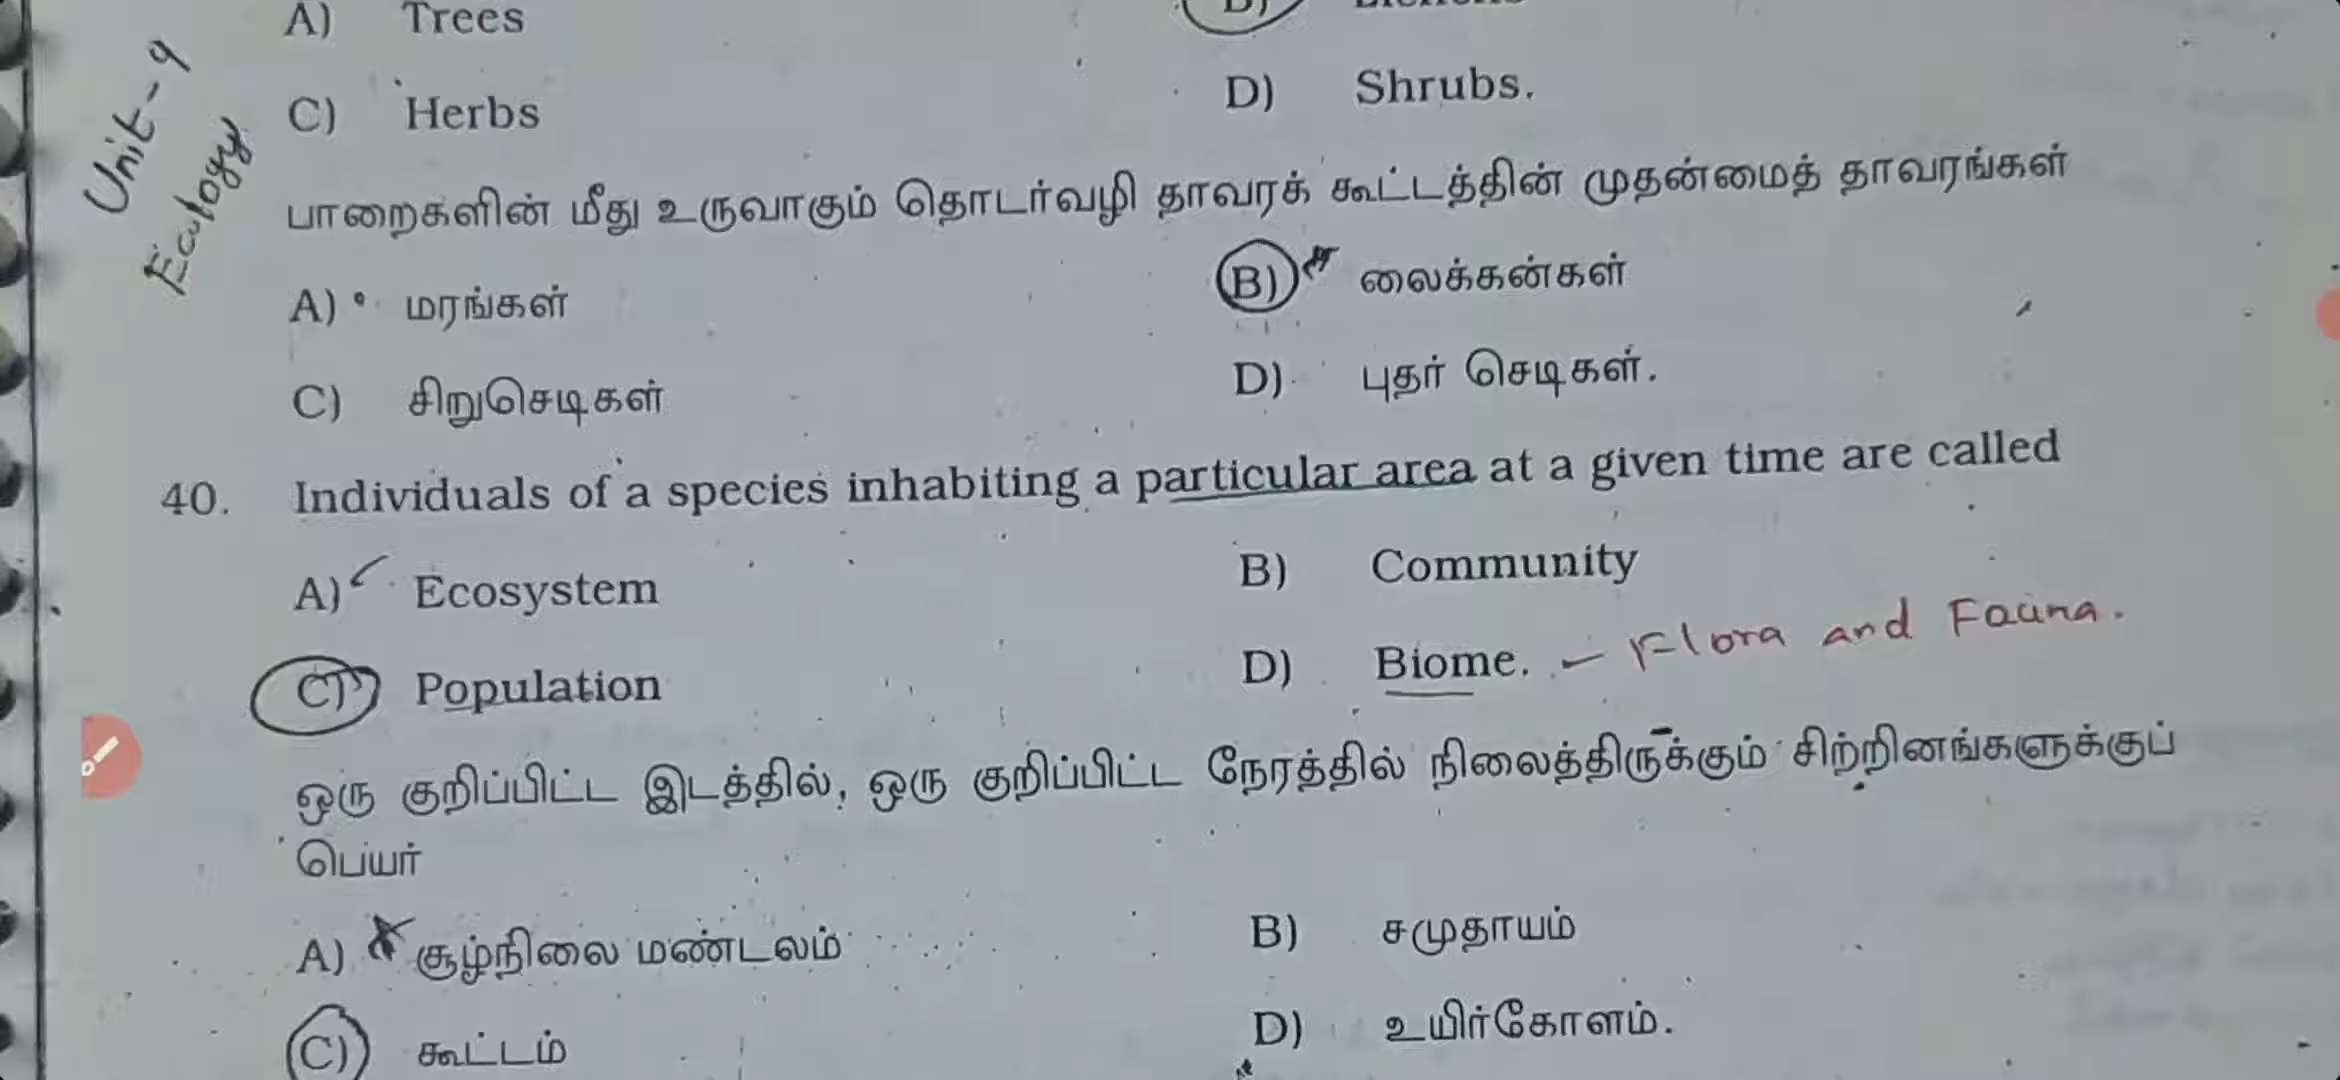 A) Trees
C) Herbs
D) Shrubs.
Unit - 9
Ecology
பாறைகளின் மீது உருவாகும் தொடர்வழி தாவரக் கூட்டத்தின் முதன்மைத் தாவரங்கள்
A) மரங்கள்
B) லைக்கன்கள்
C) சிறுசெடிகள்
D) புதர் செடிகள்.
40. Individuals of a species inhabiting a particular area at a given time are called
A) Ecosystem
B) Community
C) Population
D) Biome. - Flora and Fauna.
ஒரு குறிப்பிட்ட இடத்தில், ஒரு குறிப்பிட்ட நேரத்தில் நிலைத்திருக்கும் சிற்றினங்களுக்குப்
பெயர்
A) சூழ்நிலை மண்டலம்
B) சமுதாயம்
C) கூட்டம்
D) உயிர்கோளம்.